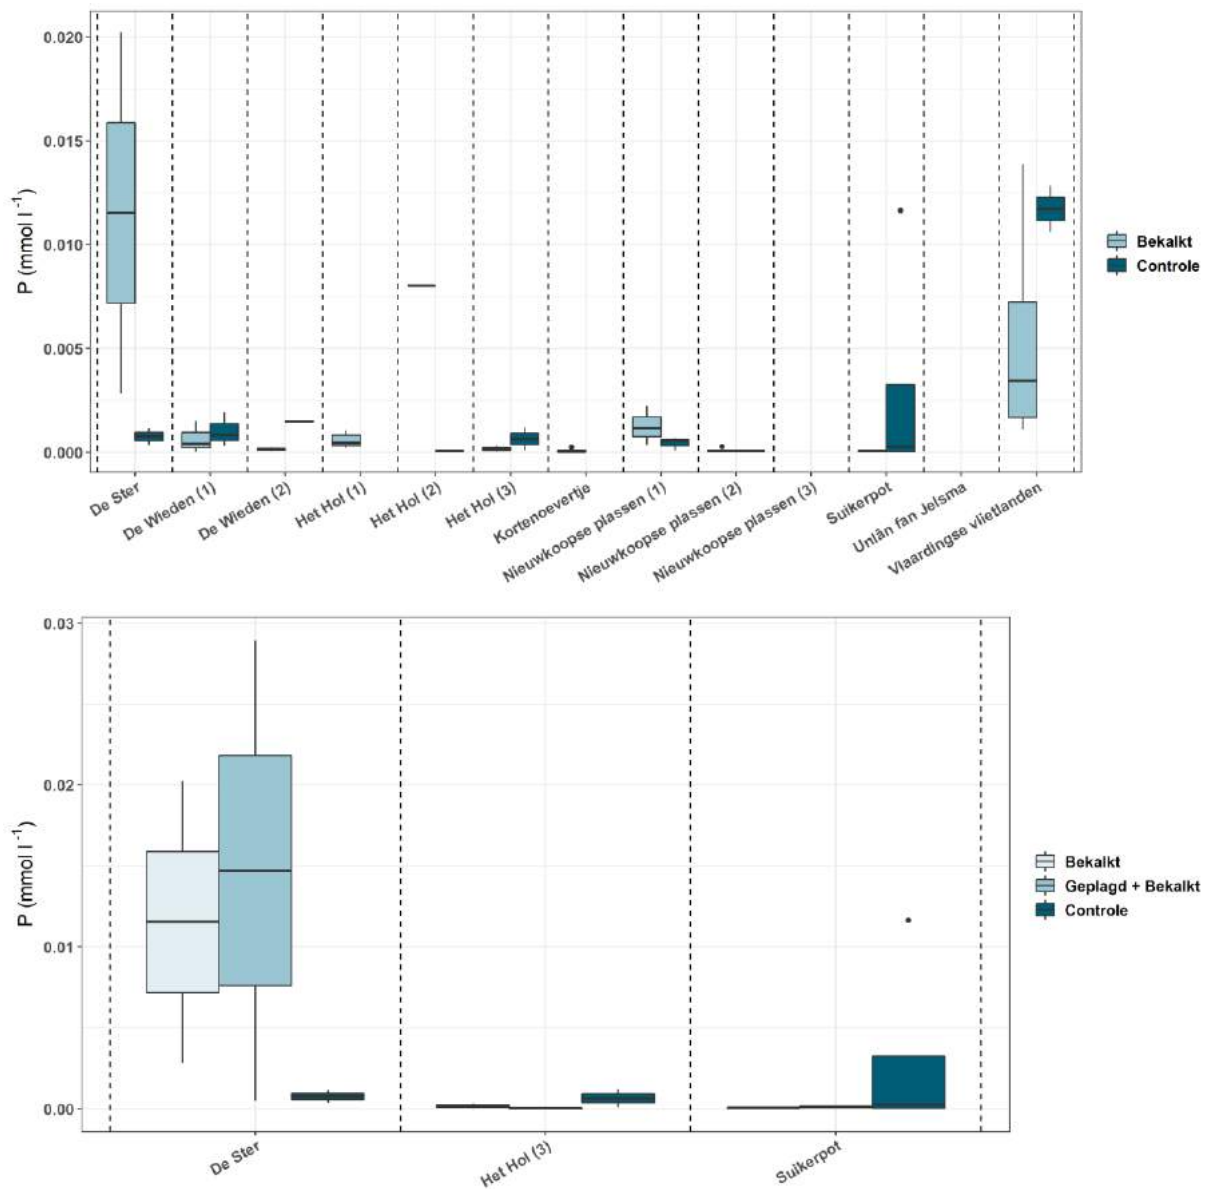 0.020
0.015
0.010
0.005
0.000
P (mmol l⁻¹)
De Ster
De Wieden (1)
De Wieden (2)
Het Hol (1)
Het Hol (2)
Het Hol (3)
Kortenoevertje
Nieuwkoopse plassen (1)
Nieuwkoopse plassen (2)
Nieuwkoopse plassen (3)
Suikerpot
Unlân fan Jelsma
Vlaardingse vlietlanden
Bekalkt
Controle
0.03
0.02
0.01
0.00
P (mmol l⁻¹)
De Ster
Het Hol (3)
Suikerpot
Bekalkt
Geplagd + Bekalkt
Controle